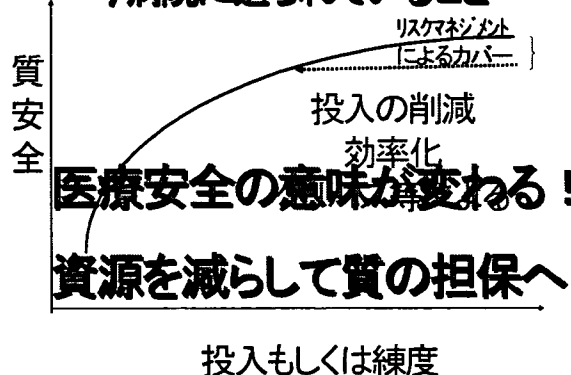 リスクマネジメント
によるカバー
質
安
全
投入の削減
効率化
医療安全の意味が変わる!
資源を減らして質の担保へ
投入もしくは練度